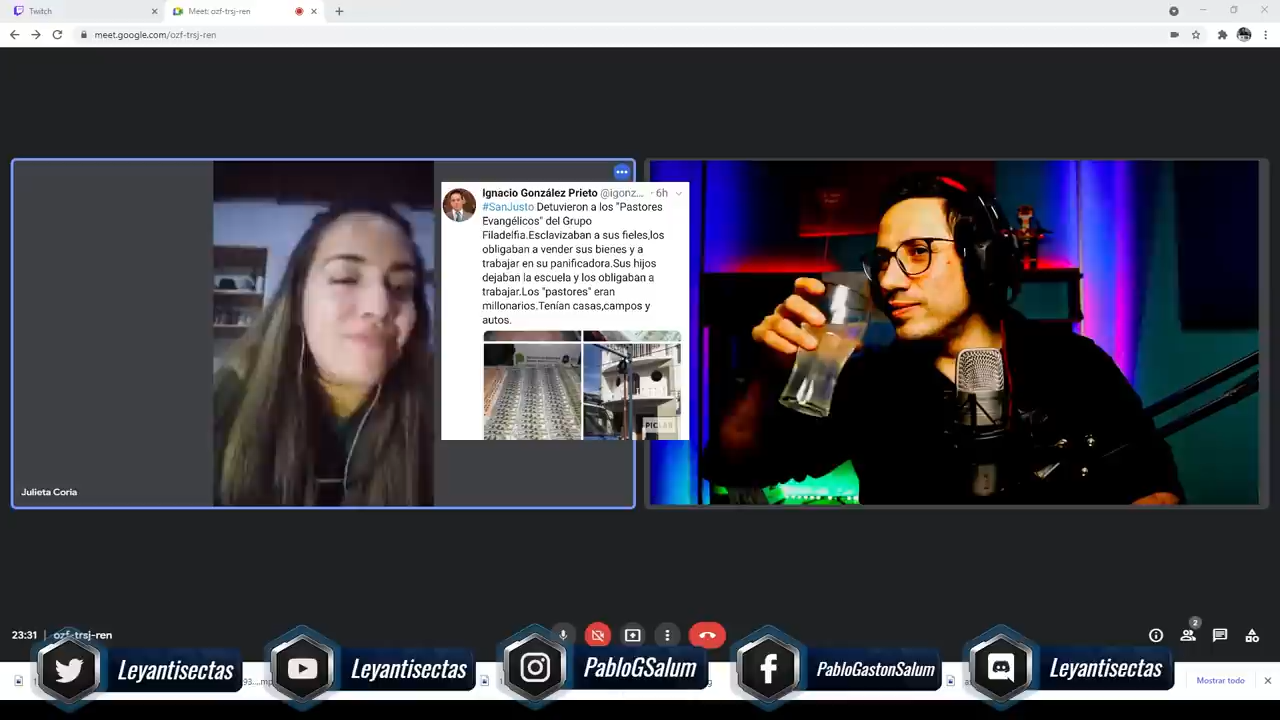 Twitch
Meet: ozf-trsj-ren
meet.google.com/ozf-trsj-ren
Ignacio González Prieto @igonz... · 6h
#SanJusto Detuvieron a los "Pastores
Evangélicos" del Grupo
Filadelfia.Esclavizaban a sus fieles,los
obligaban a vender sus bienes y a
trabajar en su panificadora.Sus hijos
dejaban la escuela y los obligaban a
trabajar.Los "pastores" eran
millonarios.Tenían casas,campos y
autos.
Julieta Coria
23:31 | ozf-trsj-ren
2
Leyantisectas
Leyantisectas
PabloGSalum
PabloGastonSalum
Leyantisectas
Mostrar todo